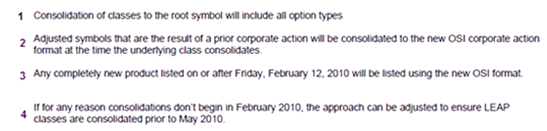 1 Consolidation of classes to the root symbol will include all option types
2 Adjusted symbols that are the result of a prior corporate action will be consolidated to the new OSI corporate action
format at the time the underlying class consolidates.
3 Any completely new product listed on or after Friday, February 12, 2010 will be listed using the new OSI format.
4 If for any reason consolidations don't begin in February 2010, the approach can be adjusted to ensure LEAP
classes are consolidated prior to May 2010.